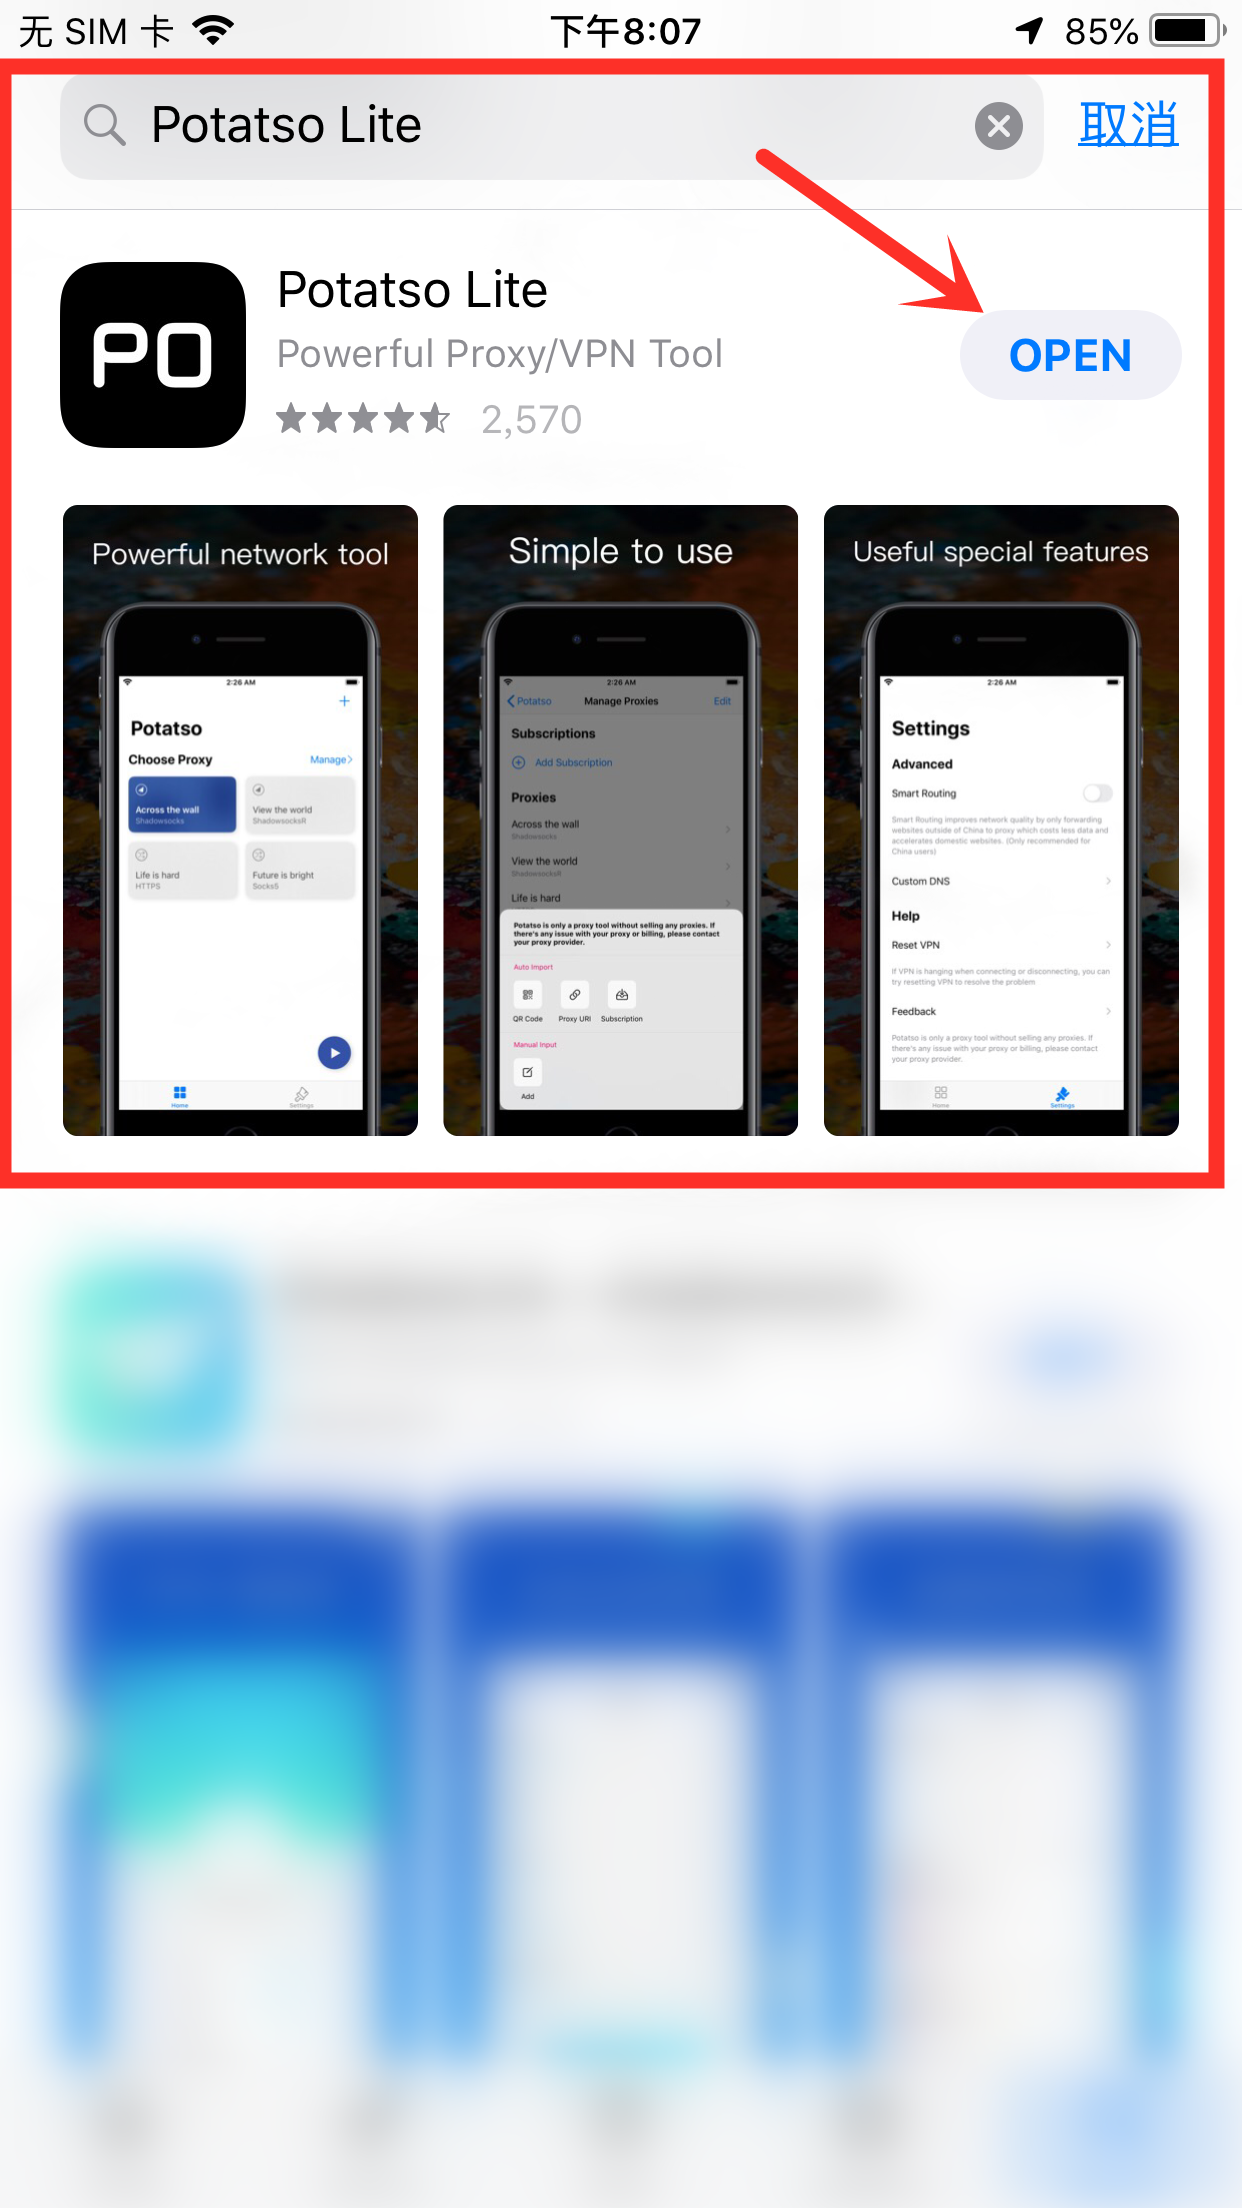 无 SIM 卡
下午8:07
85%
Potatso Lite
取消
PO
Potatso Lite
Powerful Proxy/VPN Tool
OPEN
2,570
Powerful network tool
2:26 AM
Potatso
Choose Proxy
Manage
Across the wall
Shadowsocks
View the world
ShadowsocksR
Life is hard
HTTPS
Future is bright
Socks5
Home
Settings
Simple to use
2:26 AM
Potatso
Manage Proxies
Edit
Subscriptions
Add Subscription
Proxies
Across the wall
Shadowsocks
View the world
ShadowsocksR
Life is hard
Potatso is only a proxy tool without selling any proxies. If
there's any issue with your proxy or billing, please contact
your proxy provider.
Auto Import
QR Code
Proxy URI
Subscription
Manual Input
Add
Useful special features
2:26 AM
Settings
Advanced
Smart Routing
Smart Routing improves network quality by only forwarding
websites outside of China to proxy which costs less data and
accelerates domestic websites. (Only recommended for
China users)
Custom DNS
Help
Reset VPN
If VPN is hanging when connecting or disconnecting, you can
try resetting VPN to resolve the problem
Feedback
Potatso is only a proxy tool without selling any proxies. If
there's any issue with your proxy or billing, please contact
your proxy provider.
Home
Settings